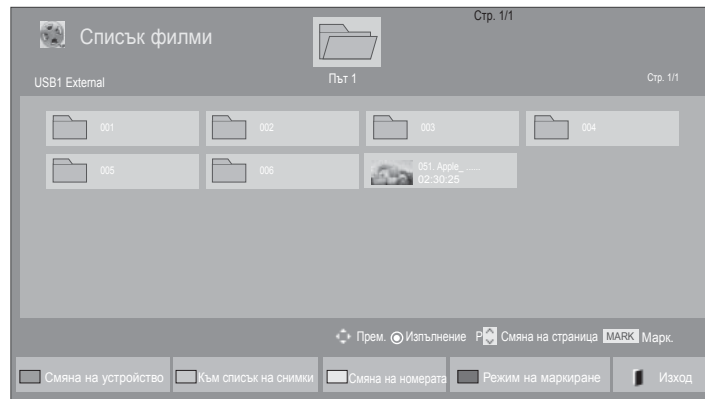 Стр. 1/1
Списък филми
USB1 External
Път 1
Стр. 1/1
001
002
003
004
005
006
051. Apple_ ......
02:30:25
Прем.
Изпълнение
P
Смяна на страница
MARK
Марк.
Смяна на устройство
Към списък на снимки
Смяна на номерата
Режим на маркиране
Изход